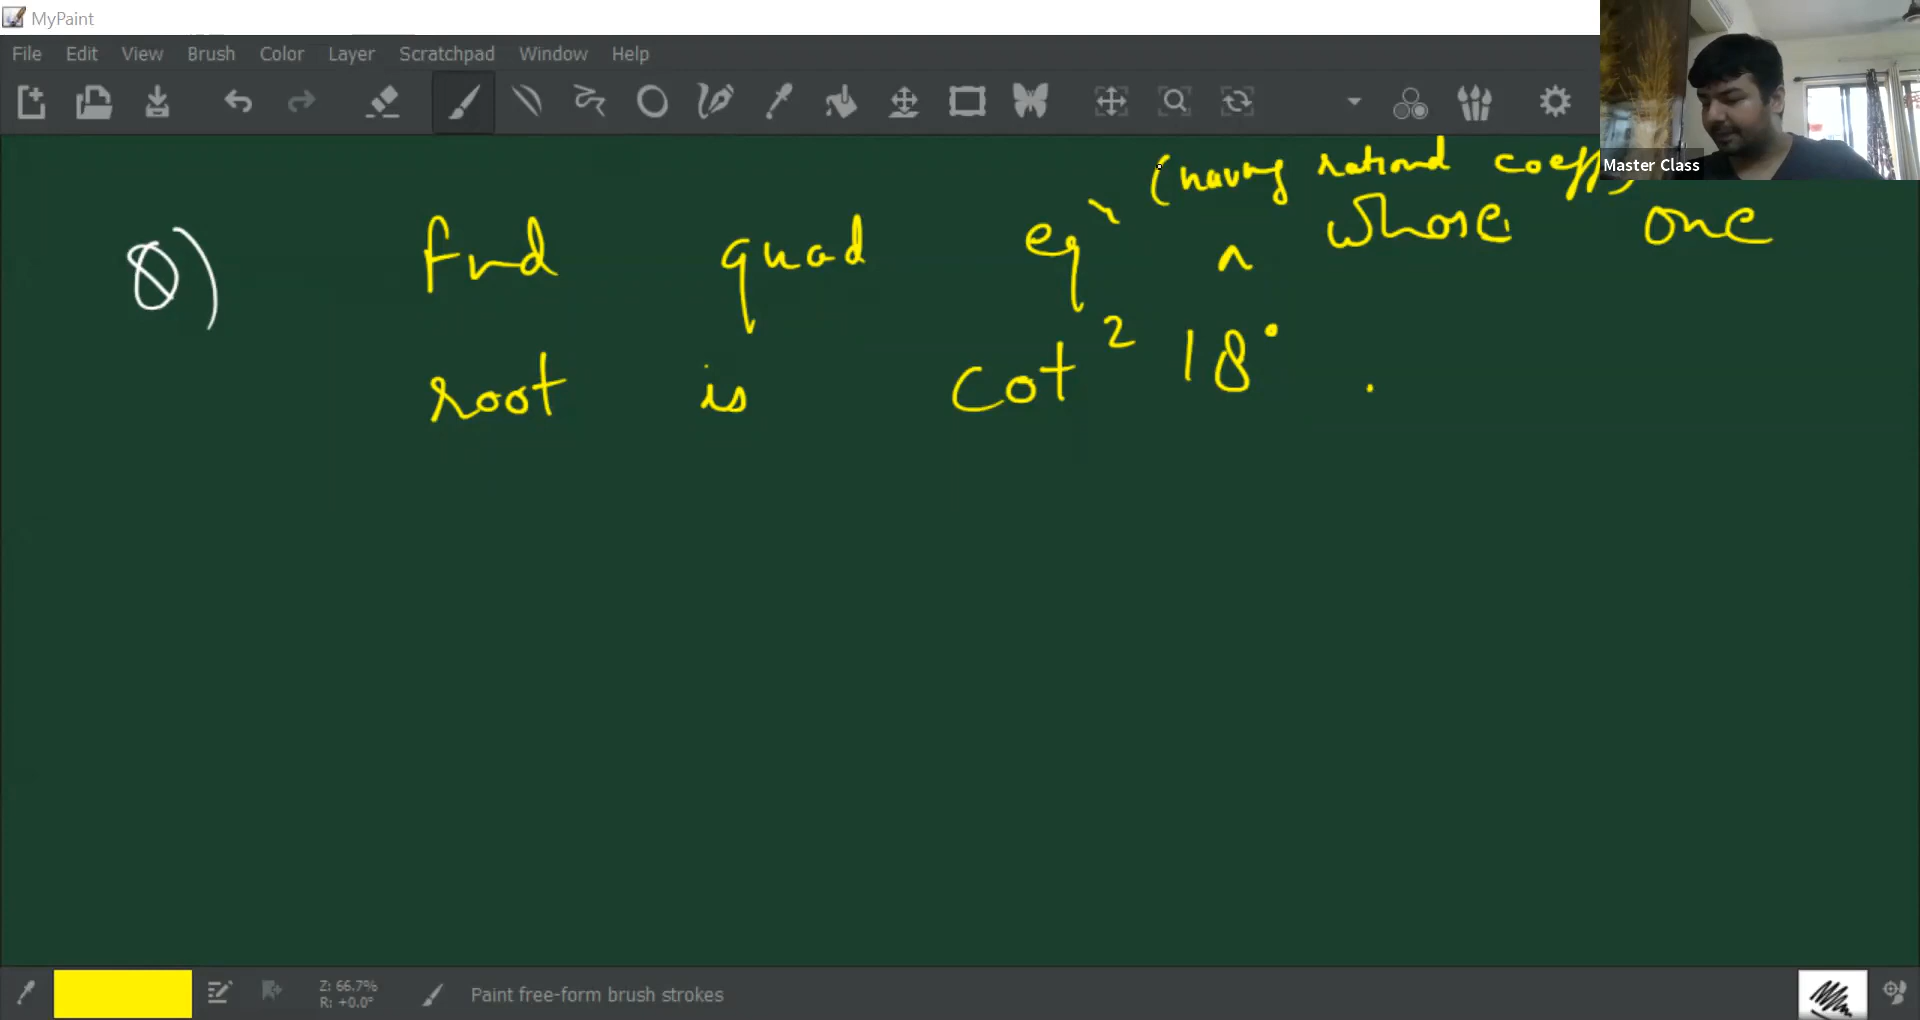 MyPaint
File Edit View Brush Color Layer Scratchpad Window Help
Master Class
(having rational coeff)
Q) find quad eqn whose one
root is cot² 18° .
Z: 66.7%
R: +0.0°
Paint free-form brush strokes